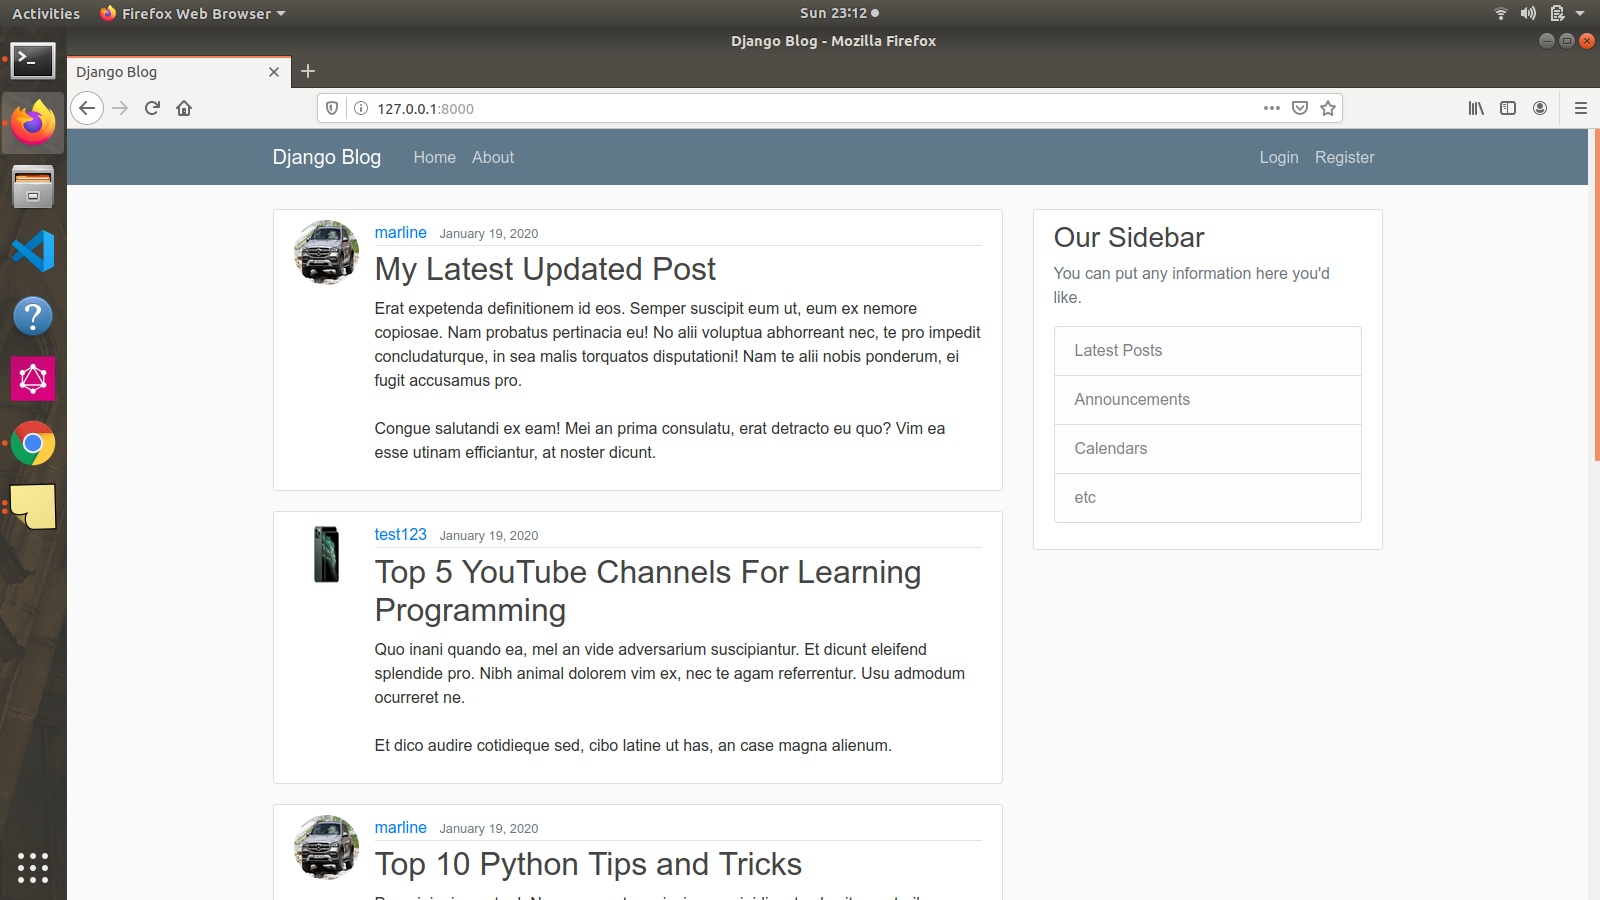 Activities
Firefox Web Browser
Sun 23:12
Django Blog - Mozilla Firefox
Django Blog
127.0.0.1:8000
Django Blog Home About Login Register
marline January 19, 2020
My Latest Updated Post
Erat expetenda definitionem id eos. Semper suscipit eum ut, eum ex nemore
copiosae. Nam probatus pertinacia eu! No alii voluptua abhorreant nec, te pro impedit
concludaturque, in sea malis torquatos disputationi! Nam te alii nobis ponderum, ei
fugit accusamus pro.
Congue salutandi ex eam! Mei an prima consulatu, erat detracto eu quo? Vim ea
esse utinam efficiantur, at noster dicunt.
test123 January 19, 2020
Top 5 YouTube Channels For Learning
Programming
Quo inani quando ea, mel an vide adversarium suscipiantur. Et dicunt eleifend
splendide pro. Nibh animal dolorem vim ex, nec te agam referrentur. Usu admodum
ocurreret ne.
Et dico audire cotidieque sed, cibo latine ut has, an case magna alienum.
marline January 19, 2020
Top 10 Python Tips and Tricks
Our Sidebar
You can put any information here you'd
like.
Latest Posts
Announcements
Calendars
etc